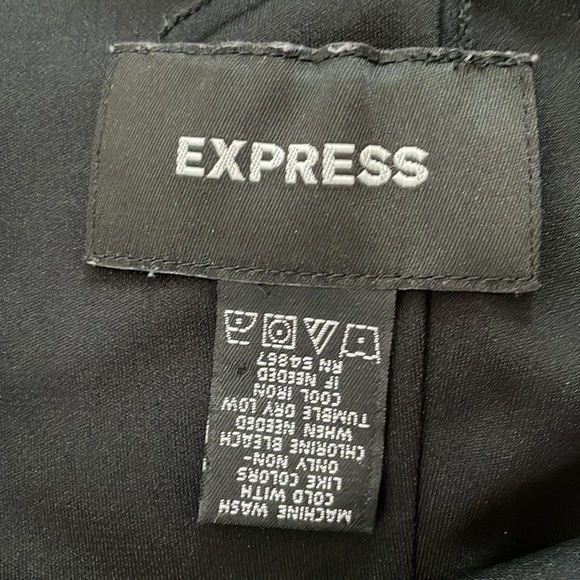 EXPRESS
MACHINE WASH
COLD WITH
LIKE COLORS
ONLY NON-
CHLORINE BLEACH
WHEN NEEDED
TUMBLE DRY LOW
COOL IRON
IF NEEDED
RN 54867